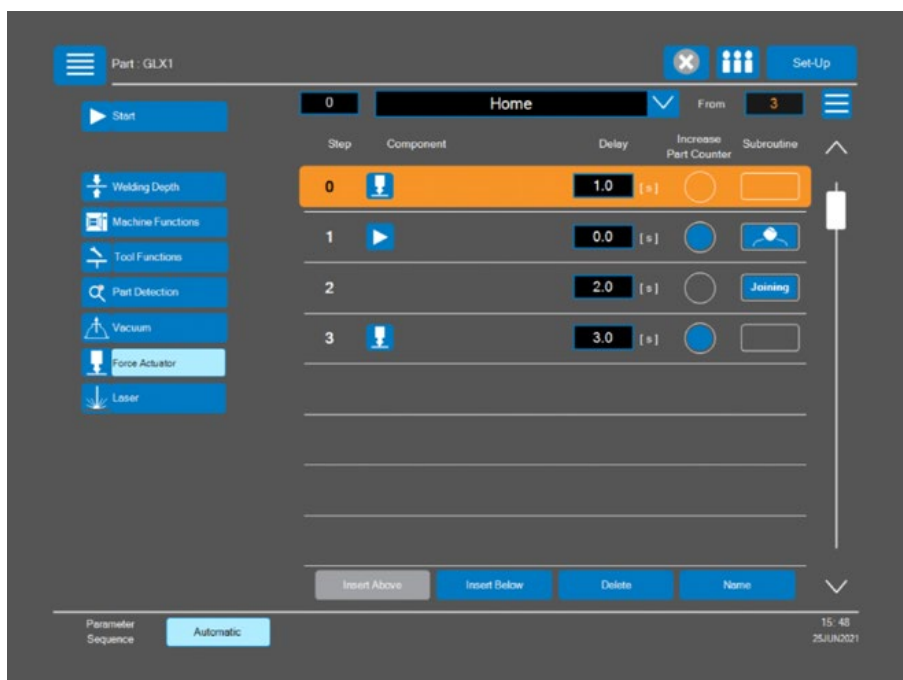 Part : GLX1
Set-Up
Start
0 Home From 3
Step Component Delay Increase Part Counter Subroutine
0 1.0 [s]
1 0.0 [s]
2 2.0 [s] Joining
3 3.0 [s]
Welding Depth
Machine Functions
Tool Functions
Part Detection
Vacuum
Force Actuator
Laser
Insert Above Insert Below Delete Name
Parameter Sequence Automatic
15: 48
25JUN2021